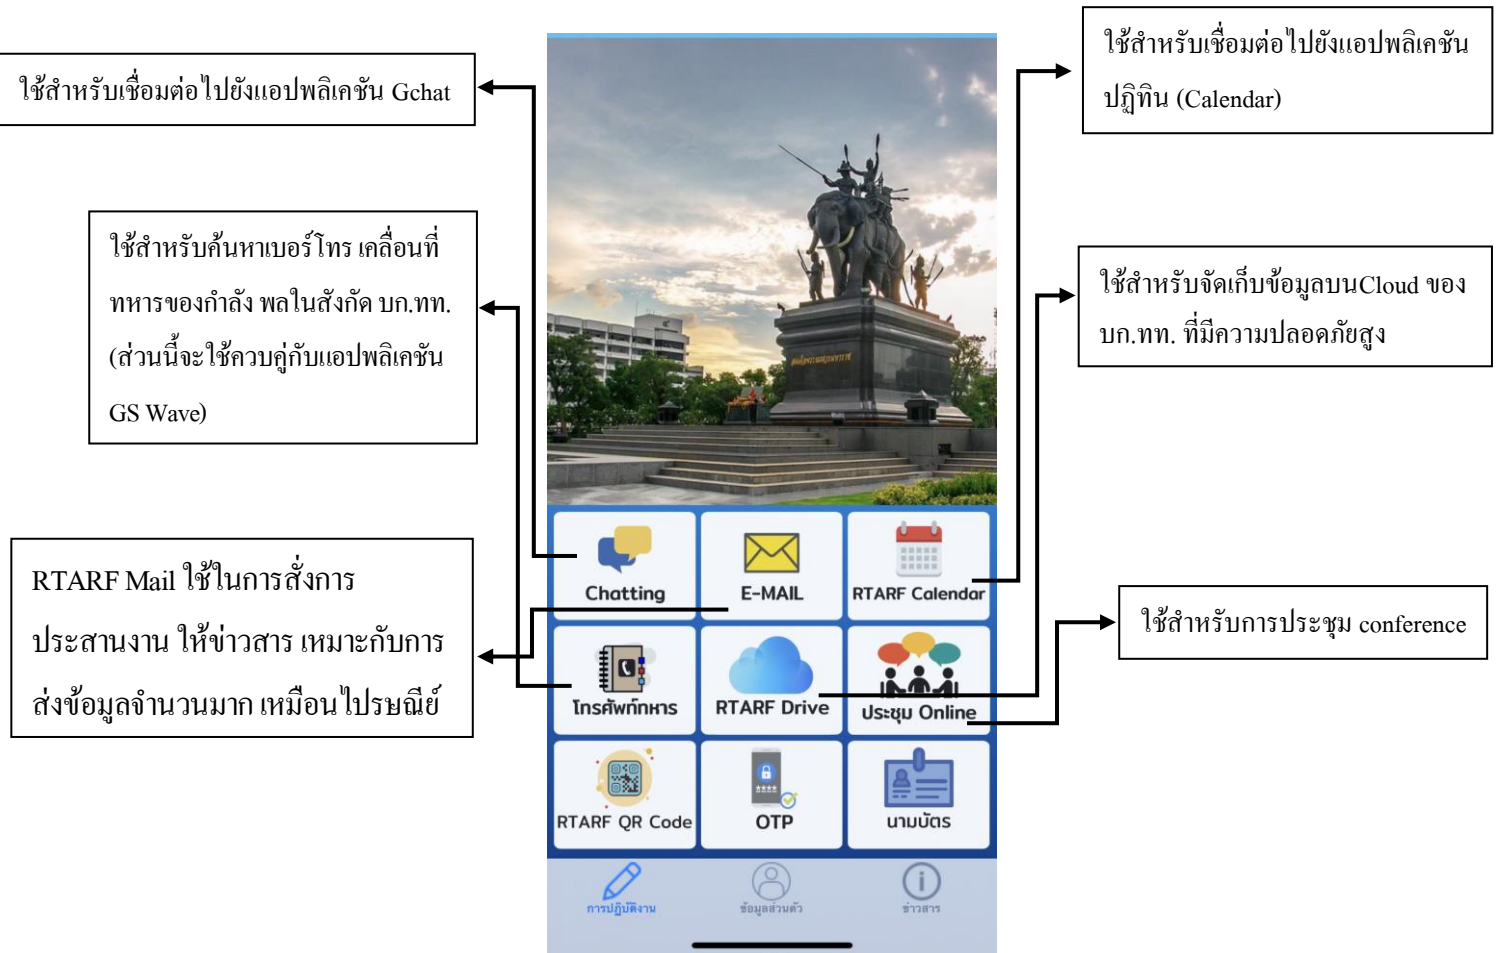 ใช้สำหรับเชื่อมต่อไปยังแอปพลิเคชัน Gchat
ใช้สำหรับค้นหาเบอร์โทร เคลื่อนที่
ทหารของกำลัง พลในสังกัด บก.ทท.
(ส่วนนี้จะใช้ควบคู่กับแอปพลิเคชัน
GS Wave)
RTARF Mail ใช้ในการสั่งการ
ประสานงาน ให้ข่าวสาร เหมาะกับการ
ส่งข้อมูลจำนวนมาก เหมือนไปรษณีย์
ใช้สำหรับเชื่อมต่อไปยังแอปพลิเคชัน
ปฏิทิน (Calendar)
ใช้สำหรับจัดเก็บข้อมูลบนCloud ของ
บก.ทท. ที่มีความปลอดภัยสูง
ใช้สำหรับการประชุม conference
Chatting
E-MAIL
RTARF Calendar
โทรศัพท์ทหาร
RTARF Drive
ประชุม Online
RTARF QR Code
OTP
นามบัตร
การปฏิบัติงาน
ข้อมูลส่วนตัว
ข่าวสาร